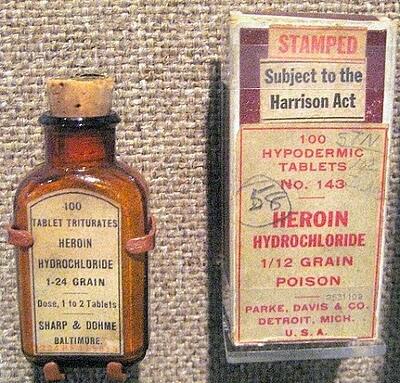 100
TABLET TRITURATES
HEROIN
HYDROCHLORIDE
1-24 GRAIN
Dose, 1 to 2 Tablets
SHARP & DOHME
BALTIMORE.
STAMPED
Subject to the
Harrison Act
100
HYPODERMIC
TABLETS
NO. 143
58
HEROIN
HYDROCHLORIDE
1/12 GRAIN
POISON
PARKE, DAVIS & CO.
DETROIT, MICH.
U. S. A.